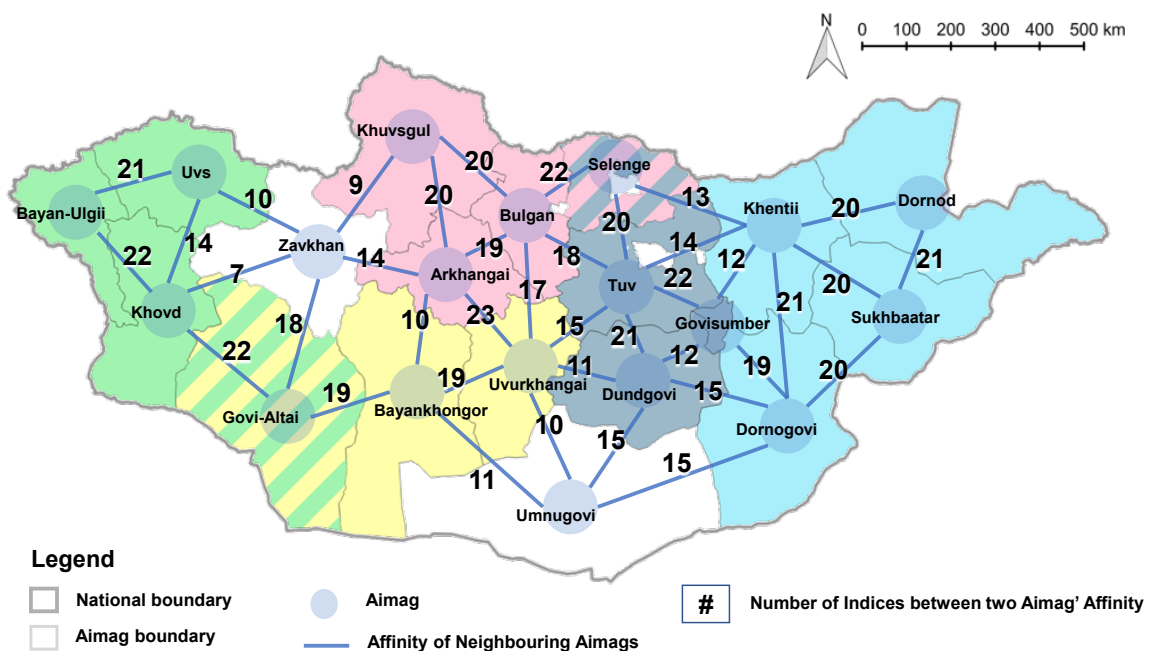 N
0 100 200 300 400 500 km
Khuvsgul
20
22
Selenge
21
Uvs
10
9
20
13
Bayan-Ulgii
Bulgan
20
Khentii
20
Dornod
Zavkhan
14
19
18
14
22
14
7
Arkhangai
17
Tuv
22
12
20
21
Khovd
18
10
23
15
21
Govisumber
21
Sukhbaatar
22
19
19
Uvurkhangai
11
12
Dundgovi
15
19
20
Govi-Altai
Bayankhongor
10
15
Dornogovi
11
15
Umnugovi
Legend
National boundary
Aimag
# Number of Indices between two Aimag’ Affinity
Aimag boundary
Affinity of Neighbouring Aimags